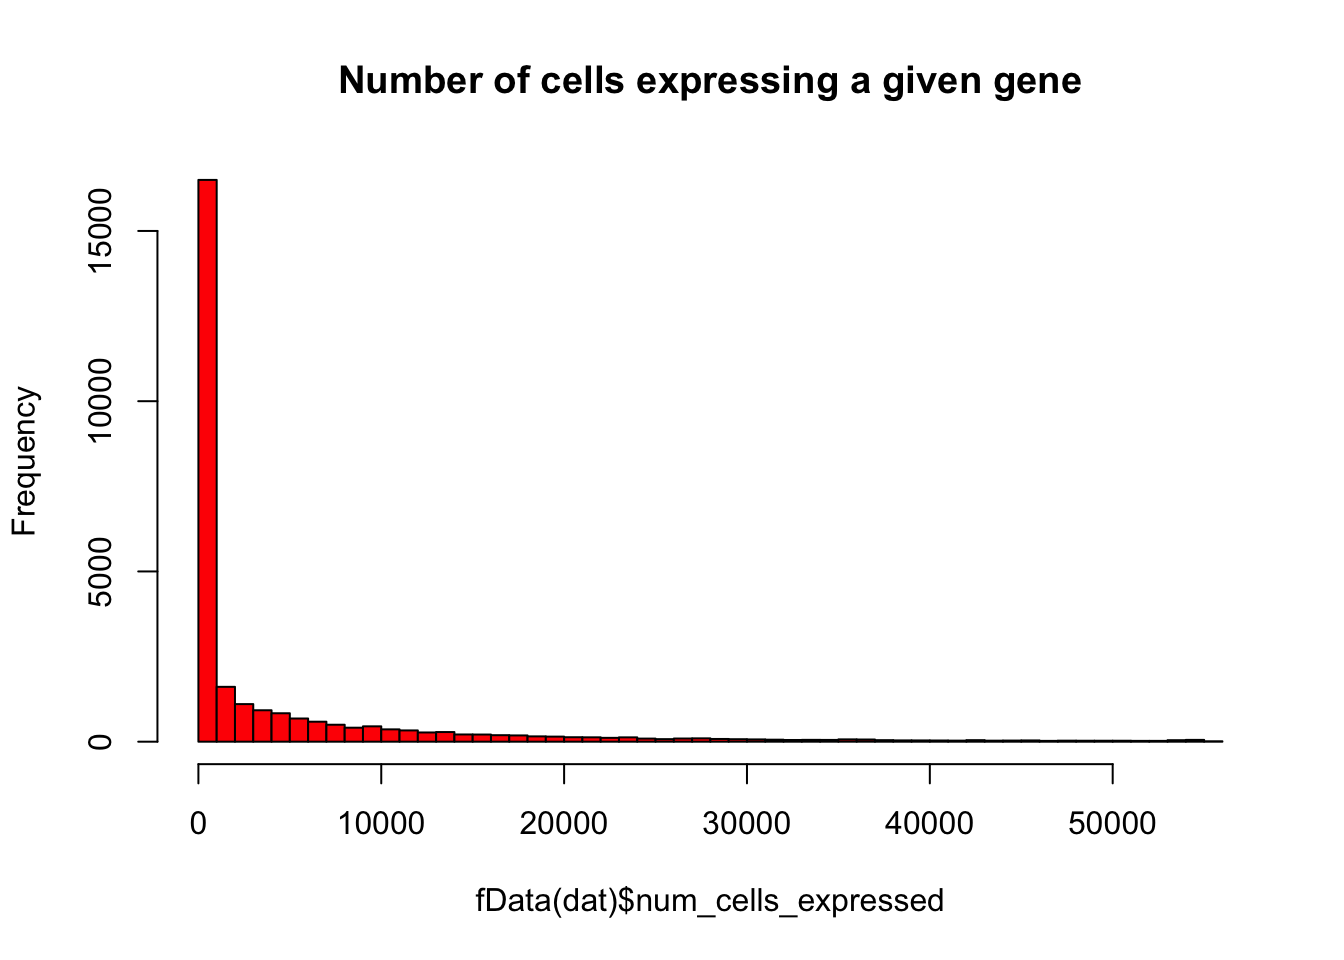 Number of cells expressing a given gene
15000
10000
5000
0
Frequency
0 10000 20000 30000 40000 50000
fData(dat)$num_cells_expressed